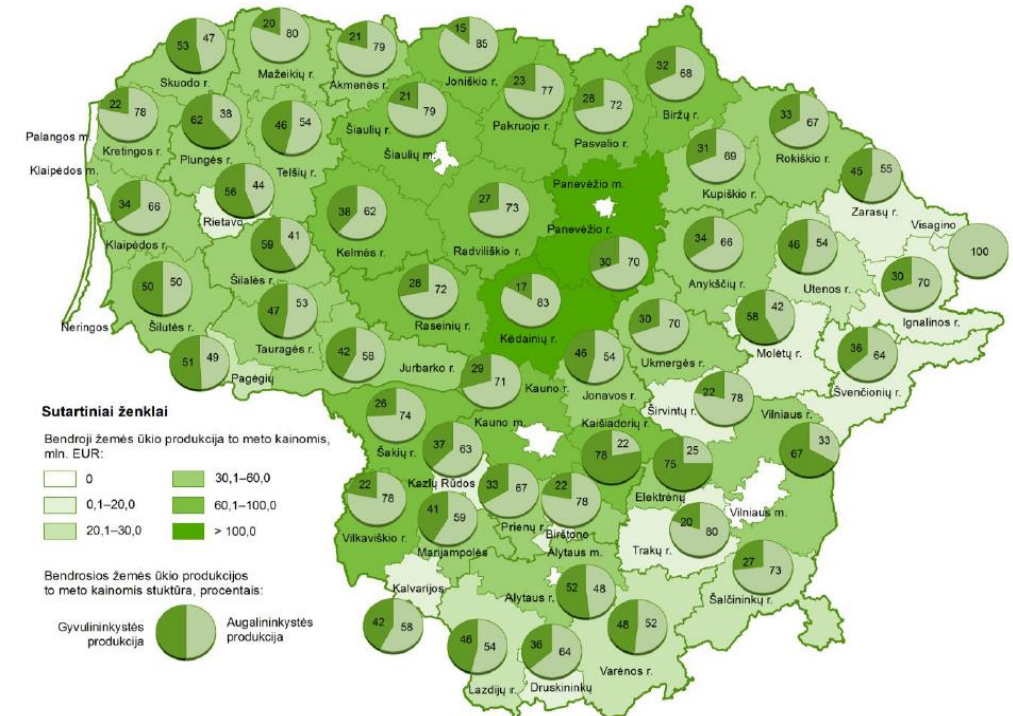 20 80
53 47
Skuodo r.
Mažeikių r.
21 79
Akmenės r.
15 85
Joniškio r.
23 77
Pakruojo r.
28 72
Pasvalio r.
32 68
Biržų r.
22 78
Kretingos r.
Palangos m.
Klaipėdos m.
62 38
Plungės r.
46 54
Telšių r.
21 79
Šiaulių r.
Šiaulių m.
31 69
Kupiškio r.
33 67
Rokiškio r.
45 55
Zarasų r.
Visagino
100
34 66
Klaipėdos r.
56 44
Rietavo
59 41
Šilalės r.
38 62
Kelmės r.
27 73
Radviliškio r.
Panevėžio m.
Panevėžio r.
30 70
34 66
Anykščių r.
46 54
Utenos r.
30 70
Ignalinos r.
50 50
Šilutės r.
Neringos
47 53
Tauragės r.
28 72
Raseinių r.
17 83
Kėdainių r.
30 70
Ukmergės r.
58 42
Molėtų r.
36 64
Švenčionių r.
51 49
Pagėgių
42 58
Jurbarko r.
29 71
Kauno r.
Kauno m.
46 54
Jonavos r.
22 78
Širvintų r.
Vilniaus r.
67 33
Vilniaus m.
26 74
Šakių r.
37 63
Kazlų Rūdos
Kaišiadorių r.
78 22
75 25
Elektrėnų
22 78
Vilkaviškio r.
41 59
Marijampolės
33 67
Prienų r.
22 78
Birštono
Alytaus m.
20 80
Trakų r.
27 73
Šalčininkų r.
Kalvarijos
42 58
52 48
Alytaus r.
46 54
Lazdijų r.
36 64
Druskininkų
48 52
Varėnos r.
Sutartiniai ženklai
Bendroji žemės ūkio produkcija to meto kainomis,
mln. EUR:
0
30,1–60,0
0,1–20,0
60,1–100,0
20,1–30,0
> 100,0
Bendrosios žemės ūkio produkcijos
to meto kainomis stuktūra, procentais:
Gyvulininkystės
produkcija
Augalininkystės
produkcija